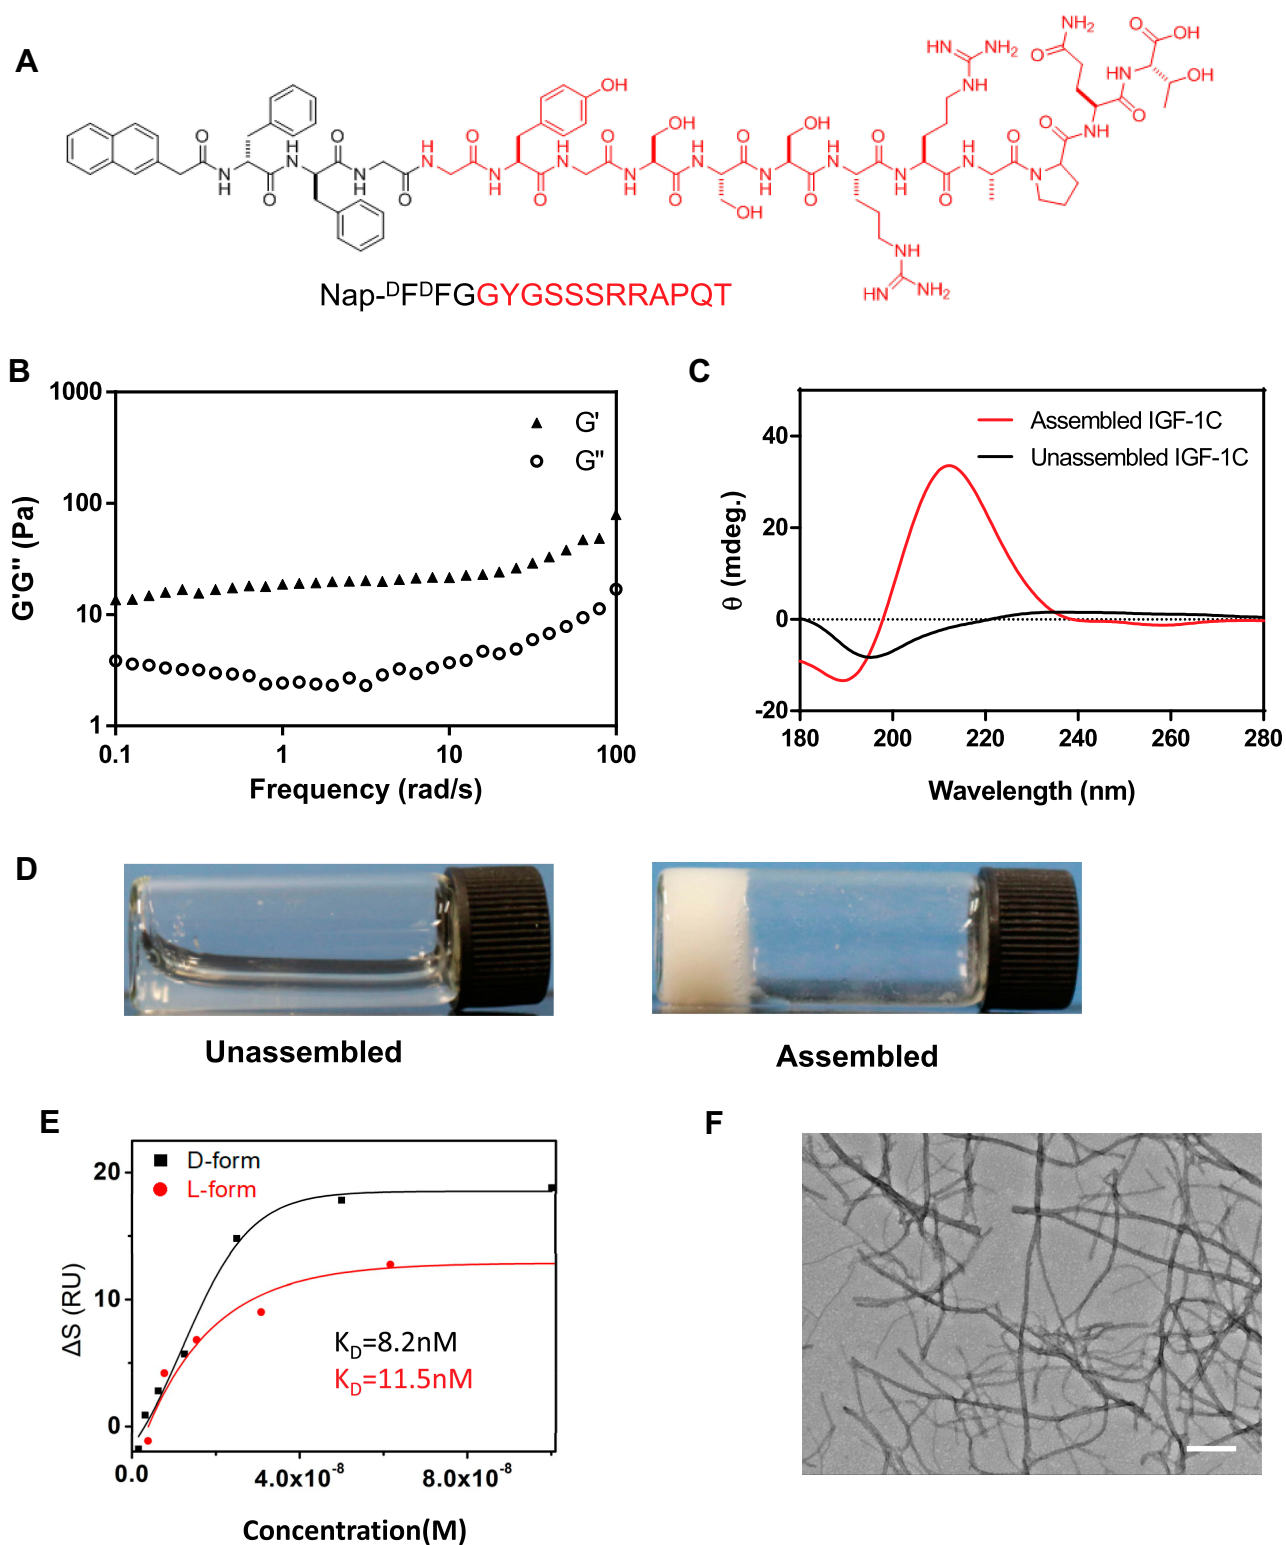 A
NH₂
O
O
OH
HN
NH₂
NH
HN
OH
O
O
NH
OH
O
O
O
O
H
N
O
H
N
O
OH
H
N
O
OH
H
N
O
H
N
O
O
N
H
O
N
H
O
N
H
O
N
H
O
N
H
O
N
H
O
N
H
O
N
OH
NH
HN
NH₂
Nap-ᴰFᴰFGGYGSSSRRAPQT
B
1000
100
10
1
G'G'' (Pa)
G'
G''
0.1 1 10 100
Frequency (rad/s)
C
40
20
0
-20
θ (mdeg.)
Assembled IGF-1C
Unassembled IGF-1C
180 200 220 240 260 280
Wavelength (nm)
D
Unassembled
Assembled
E
20
10
0
ΔS (RU)
D-form
L-form
K_D=8.2nM
K_D=11.5nM
0.0 4.0x10⁻⁸ 8.0x10⁻⁸
Concentration(M)
F